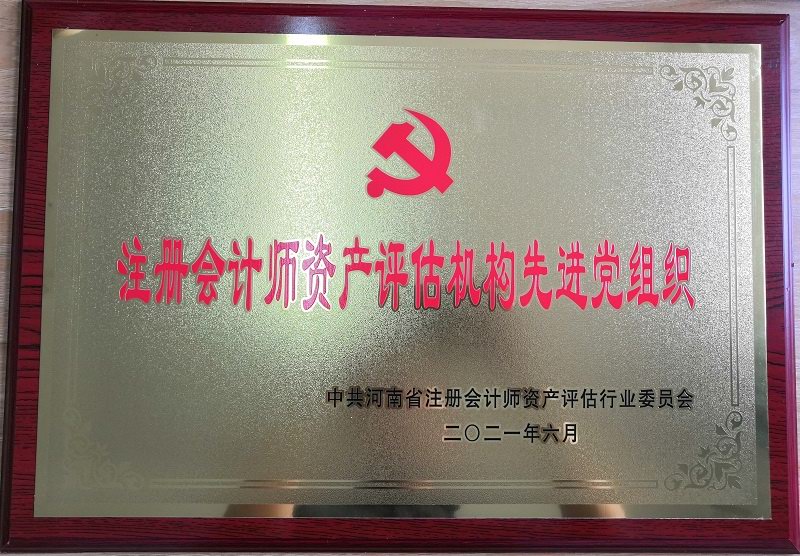 注册会计师资产评估机构先进党组织
中共河南省注册会计师资产评估行业委员会
二〇二一年六月